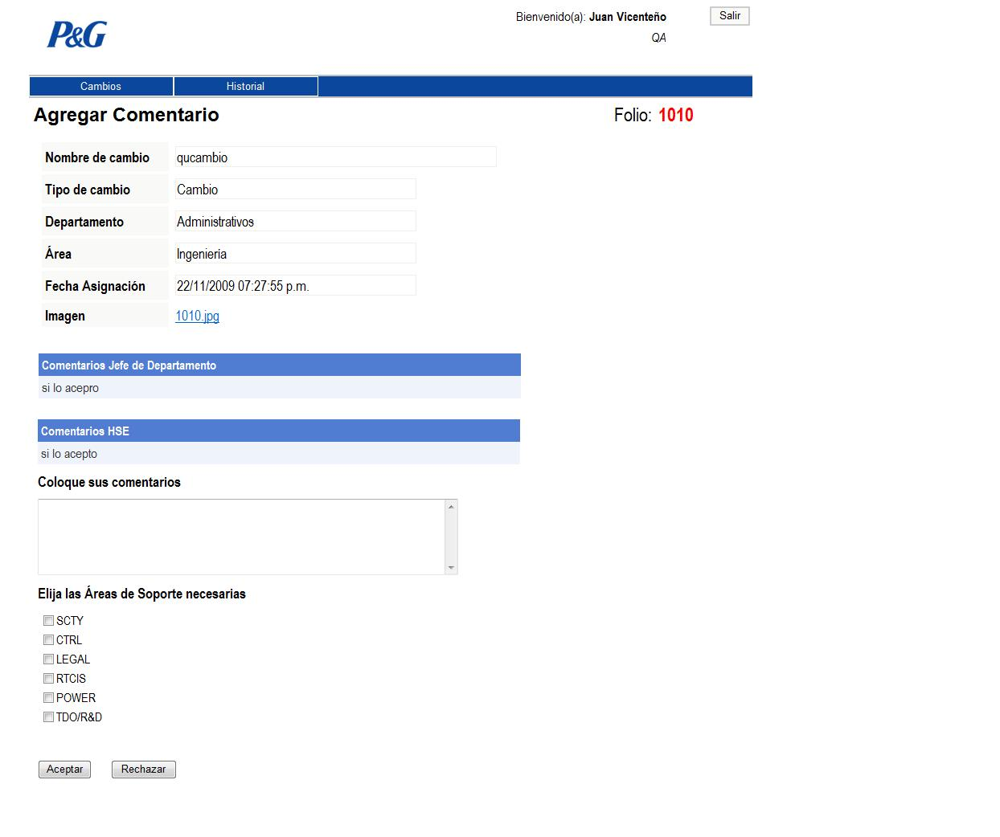 P&G
Bienvenido(a): Juan Vicenteño
QA
Salir
Cambios Historial
Agregar Comentario
Folio: 1010
Nombre de cambio qucambio
Tipo de cambio Cambio
Departamento Administrativos
Área Ingenieria
Fecha Asignación 22/11/2009 07:27:55 p.m.
Imagen 1010.jpg
Comentarios Jefe de Departamento
si lo acepro
Comentarios HSE
si lo acepto
Coloque sus comentarios
Elija las Áreas de Soporte necesarias
SCTY
CTRL
LEGAL
RTCIS
POWER
TDO/R&D
Aceptar Rechazar